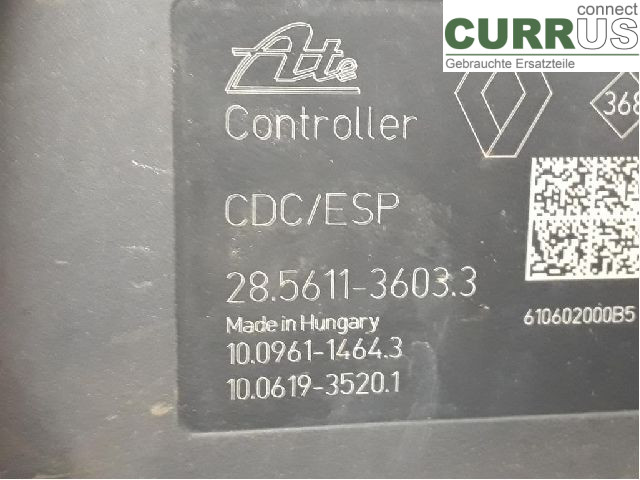 connect
CURRUS
Gebrauchte Ersatzteile
Ate
Controller
368
CDC/ESP
28.5611-3603.3
Made in Hungary
610602000B5
10.0961-1464.3
10.0619-3520.1